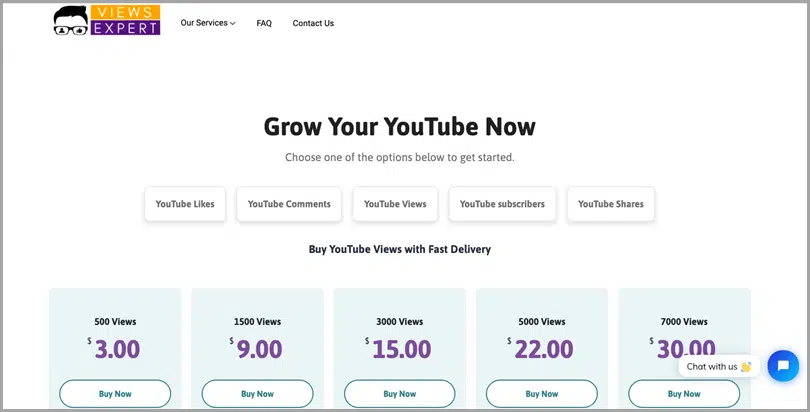 VIEWS
EXPERT
Our Services FAQ Contact Us
Grow Your YouTube Now
Choose one of the options below to get started.
YouTube Likes YouTube Comments YouTube Views YouTube subscribers YouTube Shares
Buy YouTube Views with Fast Delivery
500 Views 1500 Views 3000 Views 5000 Views 7000 Views
$3.00 $9.00 $15.00 $22.00 $30.00
Chat with us 👋
Buy Now Buy Now Buy Now Buy Now Buy Now